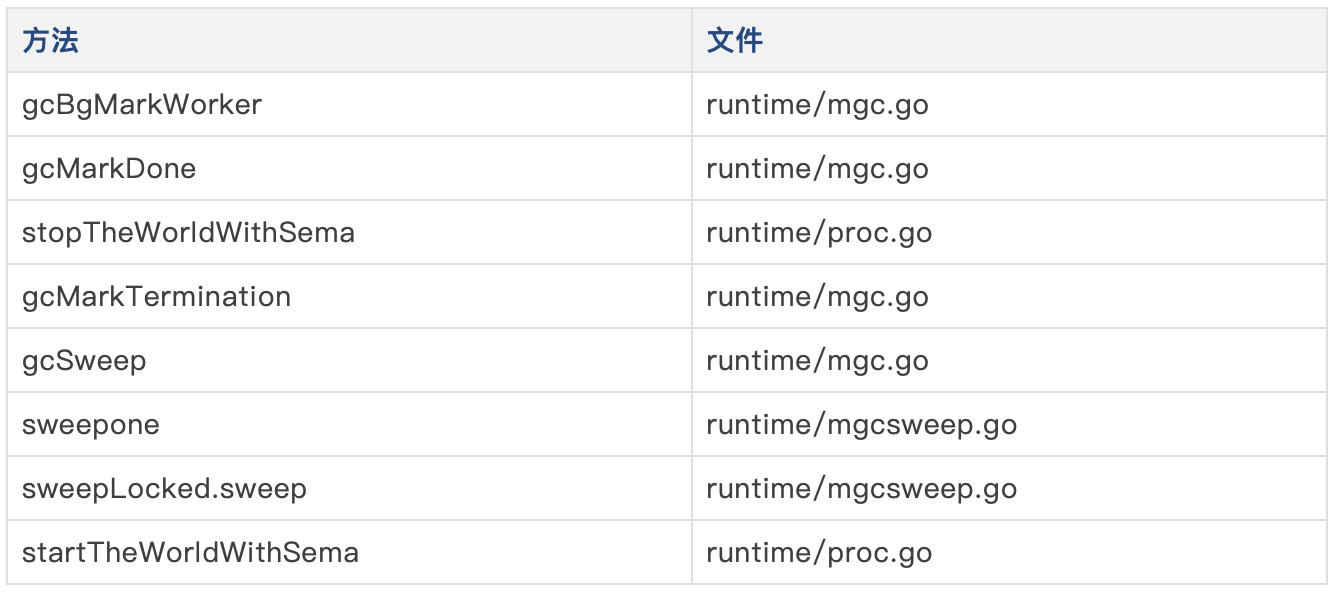 方法 文件
gcBgMarkWorker runtime/mgc.go
gcMarkDone runtime/mgc.go
stopTheWorldWithSema runtime/proc.go
gcMarkTermination runtime/mgc.go
gcSweep runtime/mgc.go
sweepone runtime/mgcsweep.go
sweepLocked.sweep runtime/mgcsweep.go
startTheWorldWithSema runtime/proc.go